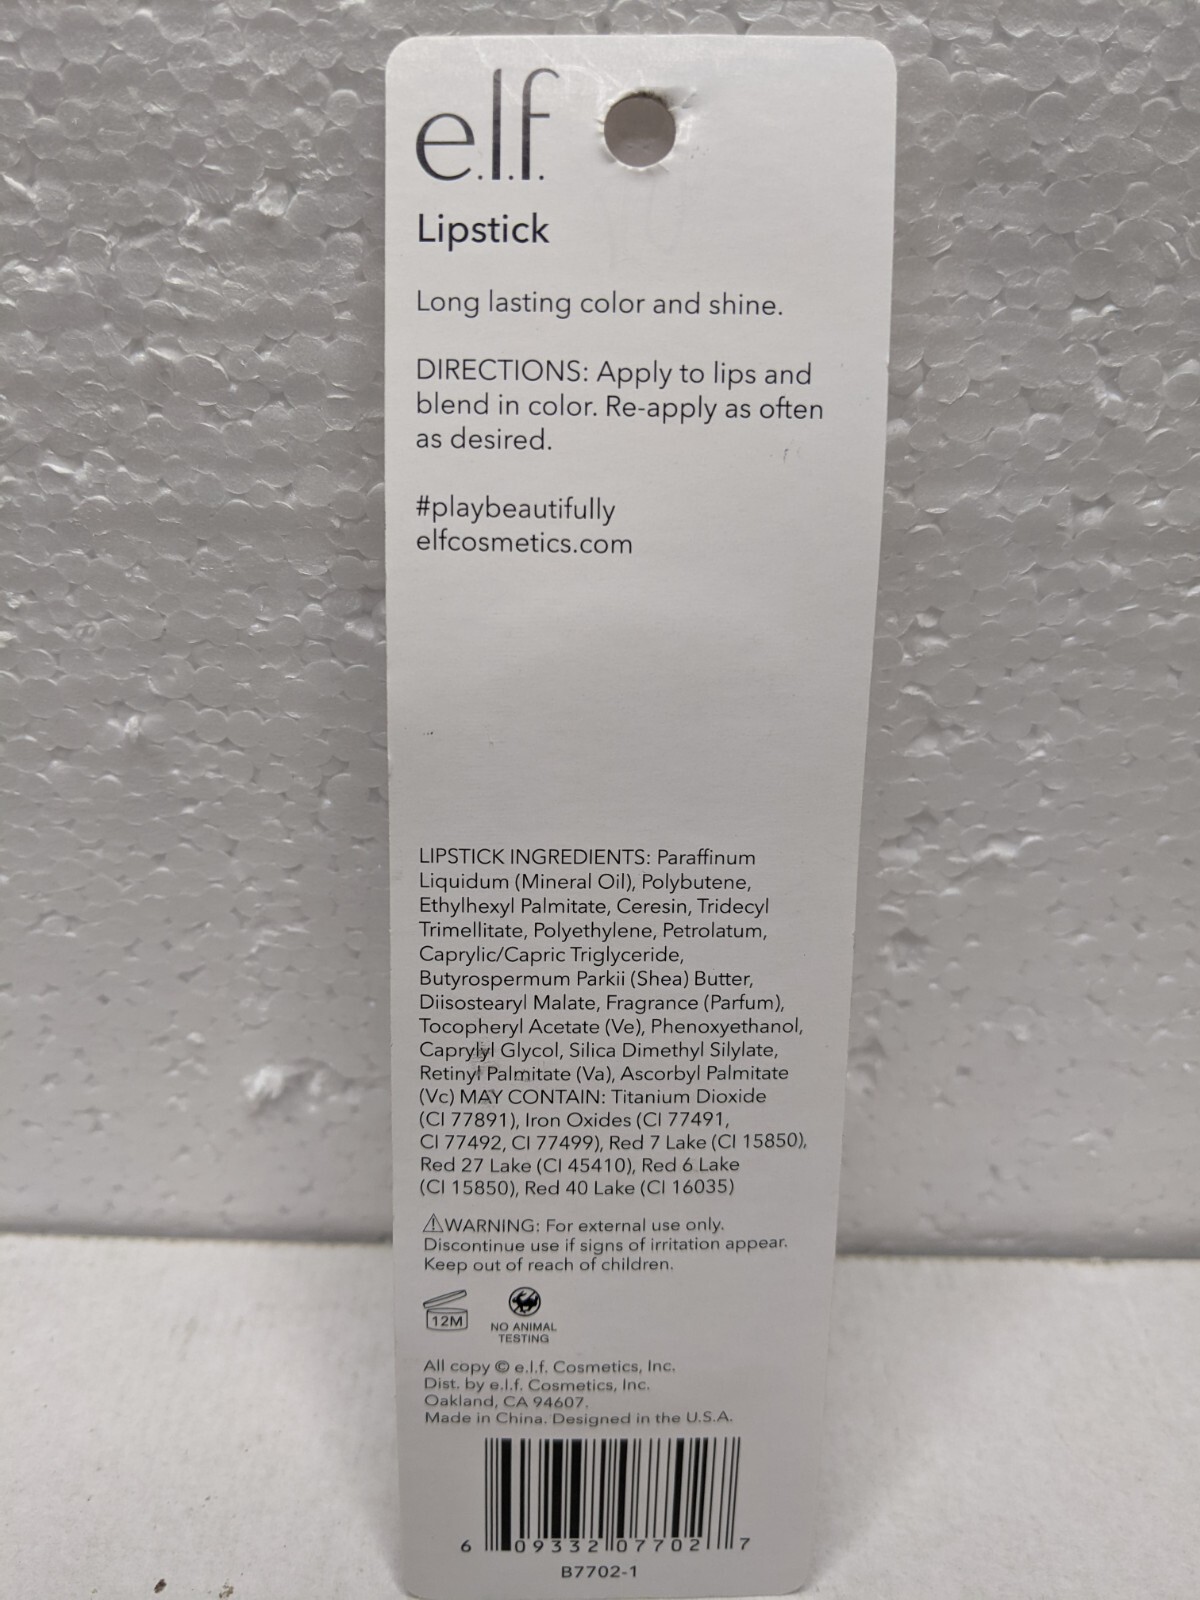 e.l.f.
Lipstick
Long lasting color and shine.
DIRECTIONS: Apply to lips and
blend in color. Re-apply as often
as desired.
#playbeautifully
elfcosmetics.com
LIPSTICK INGREDIENTS: Paraffinum
Liquidum (Mineral Oil), Polybutene,
Ethylhexyl Palmitate, Ceresin, Tridecyl
Trimellitate, Polyethylene, Petrolatum,
Caprylic/Capric Triglyceride,
Butyrospermum Parkii (Shea) Butter,
Diisostearyl Malate, Fragrance (Parfum),
Tocopheryl Acetate (Ve), Phenoxyethanol,
Caprylyl Glycol, Silica Dimethyl Silylate,
Retinyl Palmitate (Va), Ascorbyl Palmitate
(Vc) MAY CONTAIN: Titanium Dioxide
(CI 77891), Iron Oxides (CI 77491,
CI 77492, CI 77499), Red 7 Lake (CI 15850),
Red 27 Lake (CI 45410), Red 6 Lake
(CI 15850), Red 40 Lake (CI 16035)
⚠WARNING: For external use only.
Discontinue use if signs of irritation appear.
Keep out of reach of children.
12M
NO ANIMAL
TESTING
All copy © e.l.f. Cosmetics, Inc.
Dist. by e.l.f. Cosmetics, Inc.
Oakland, CA 94607.
Made in China. Designed in the U.S.A.
6 09332 07702 7
B7702-1